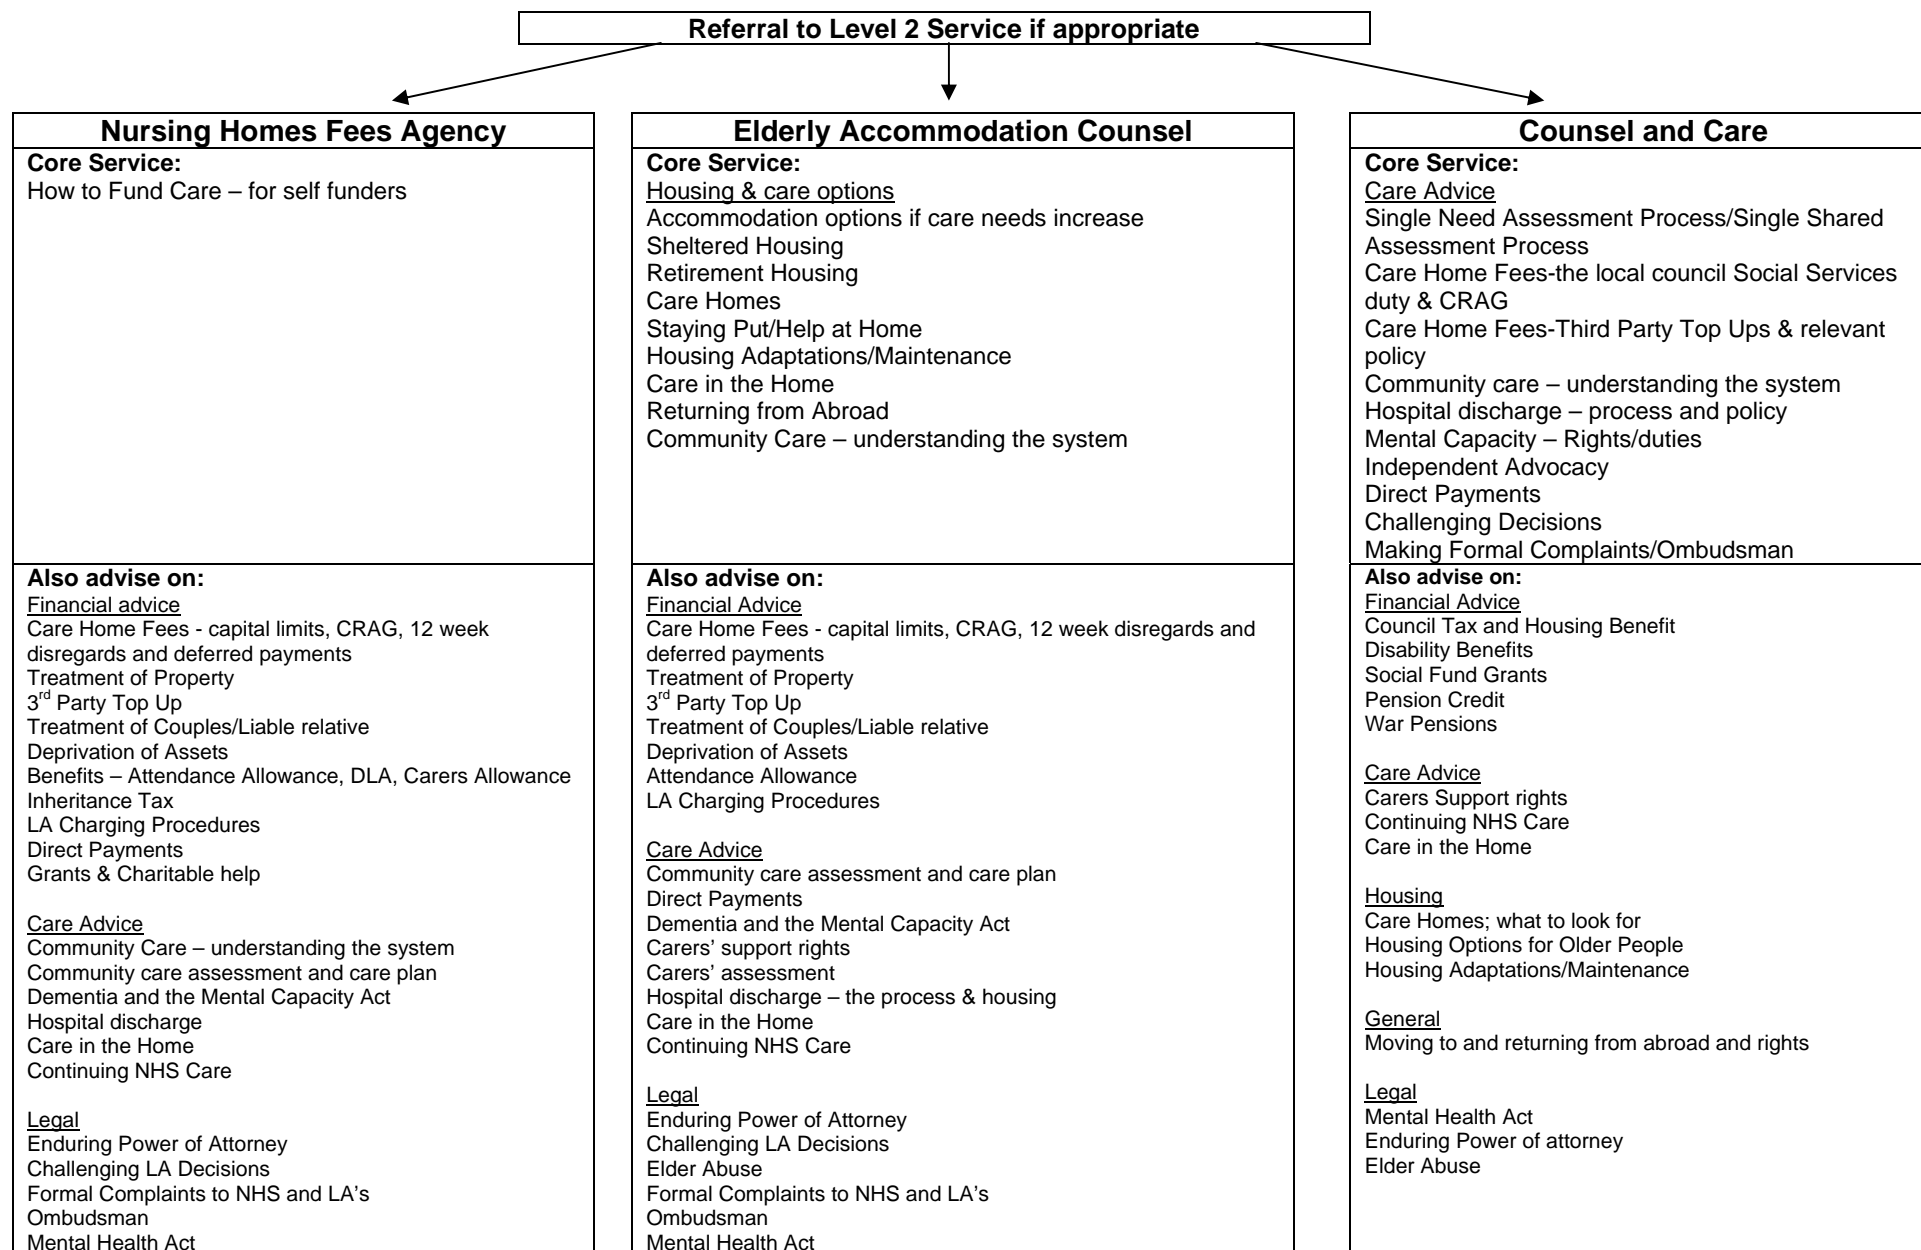 Referral to Level 2 Service if appropriate
Nursing Homes Fees Agency
Core Service:
How to Fund Care – for self funders
Also advise on:
Financial advice
Care Home Fees - capital limits, CRAG, 12 week
disregards and deferred payments
Treatment of Property
3rd Party Top Up
Treatment of Couples/Liable relative
Deprivation of Assets
Benefits – Attendance Allowance, DLA, Carers Allowance
Inheritance Tax
LA Charging Procedures
Direct Payments
Grants & Charitable help
Care Advice
Community Care – understanding the system
Community care assessment and care plan
Dementia and the Mental Capacity Act
Hospital discharge
Care in the Home
Continuing NHS Care
Legal
Enduring Power of Attorney
Challenging LA Decisions
Formal Complaints to NHS and LA's
Ombudsman
Mental Health Act
Elderly Accommodation Counsel
Core Service:
Housing & care options
Accommodation options if care needs increase
Sheltered Housing
Retirement Housing
Care Homes
Staying Put/Help at Home
Housing Adaptations/Maintenance
Care in the Home
Returning from Abroad
Community Care – understanding the system
Also advise on:
Financial Advice
Care Home Fees - capital limits, CRAG, 12 week disregards and
deferred payments
Treatment of Property
3rd Party Top Up
Treatment of Couples/Liable relative
Deprivation of Assets
Attendance Allowance
LA Charging Procedures
Care Advice
Community care assessment and care plan
Direct Payments
Dementia and the Mental Capacity Act
Carers' support rights
Carers' assessment
Hospital discharge – the process & housing
Care in the Home
Continuing NHS Care
Legal
Enduring Power of Attorney
Challenging LA Decisions
Elder Abuse
Formal Complaints to NHS and LA's
Ombudsman
Mental Health Act
Counsel and Care
Core Service:
Care Advice
Single Need Assessment Process/Single Shared
Assessment Process
Care Home Fees-the local council Social Services
duty & CRAG
Care Home Fees-Third Party Top Ups & relevant
policy
Community care – understanding the system
Hospital discharge – process and policy
Mental Capacity – Rights/duties
Independent Advocacy
Direct Payments
Challenging Decisions
Making Formal Complaints/Ombudsman
Also advise on:
Financial Advice
Council Tax and Housing Benefit
Disability Benefits
Social Fund Grants
Pension Credit
War Pensions
Care Advice
Carers Support rights
Continuing NHS Care
Care in the Home
Housing
Care Homes; what to look for
Housing Options for Older People
Housing Adaptations/Maintenance
General
Moving to and returning from abroad and rights
Legal
Mental Health Act
Enduring Power of attorney
Elder Abuse